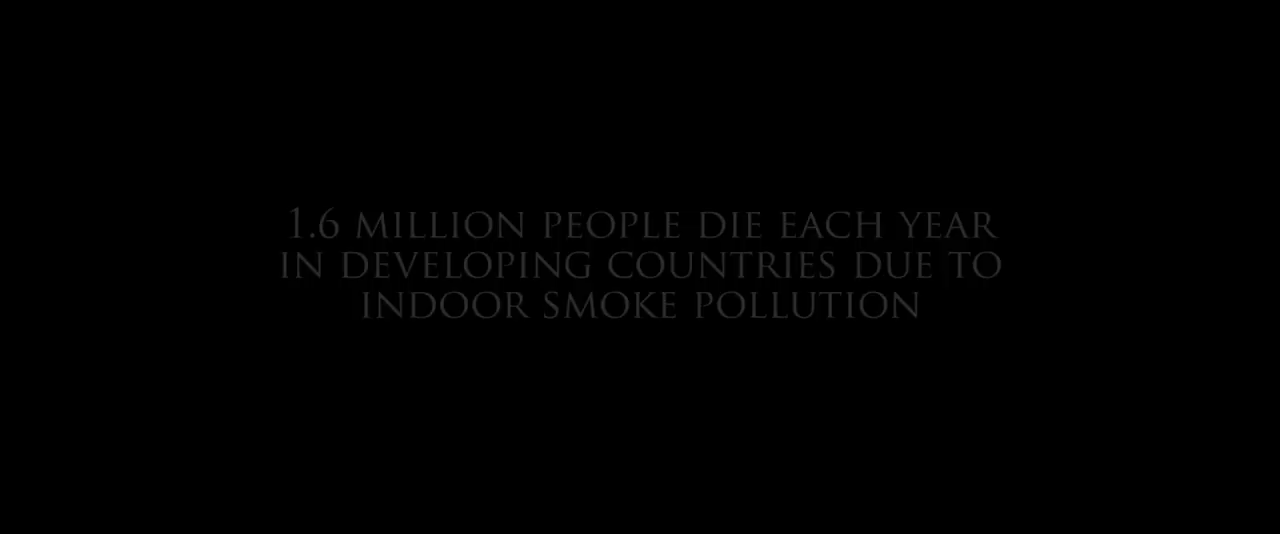 1.6 MILLION PEOPLE DIE EACH YEAR
IN DEVELOPING COUNTRIES DUE TO
INDOOR SMOKE POLLUTION